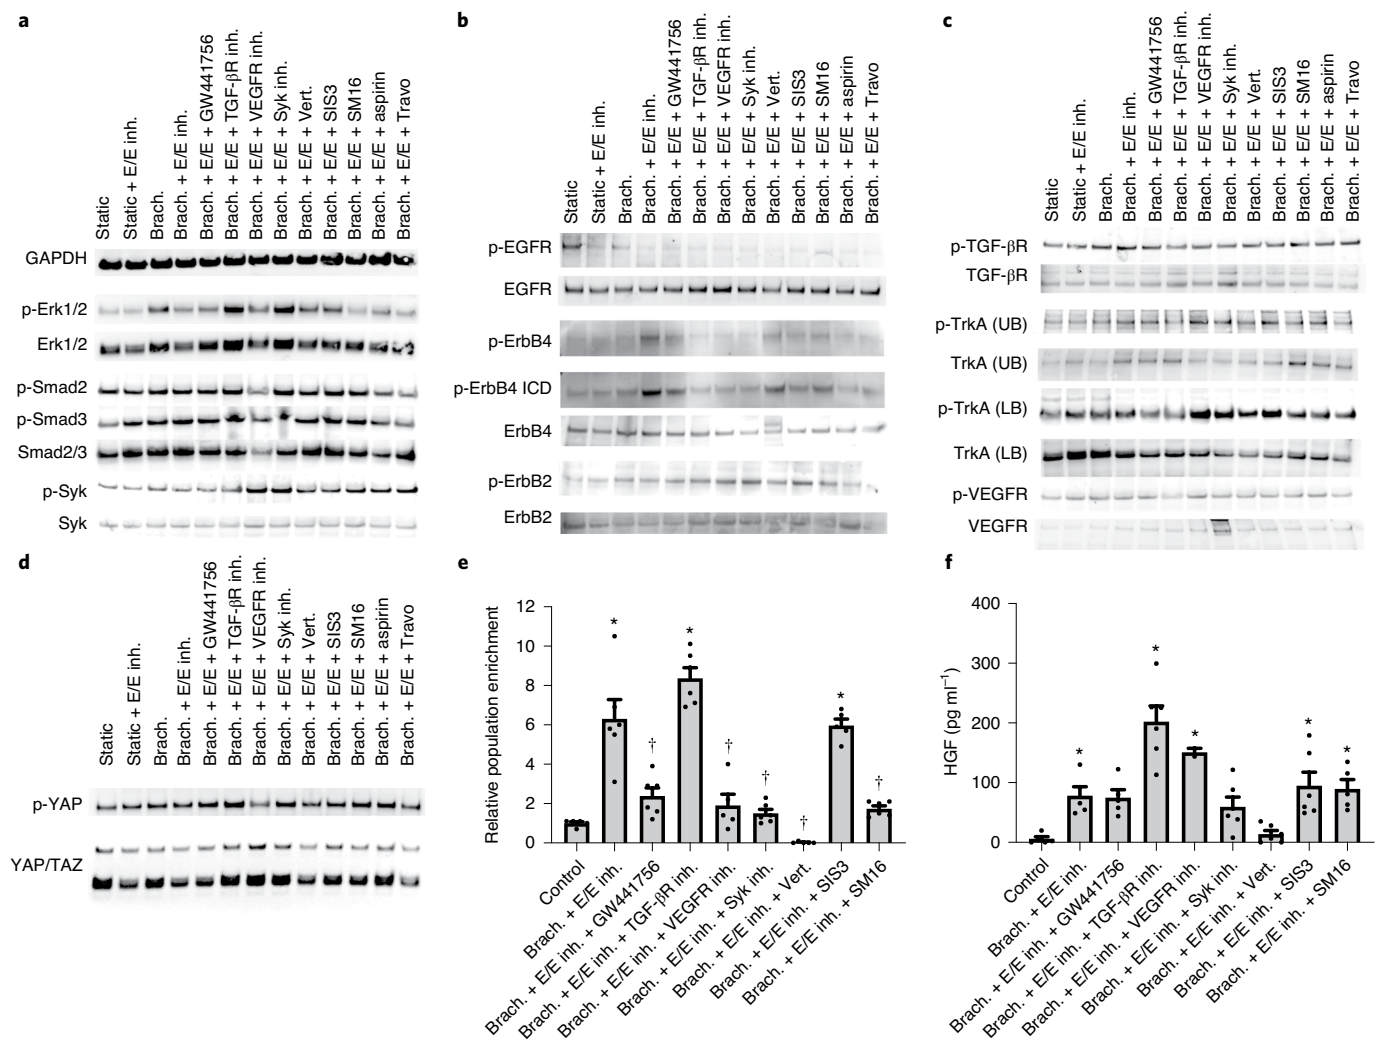 a
Static
Static + E/E inh.
Brach.
Brach. + E/E inh.
Brach. + E/E + GW441756
Brach. + E/E + TGF-βR inh.
Brach. + E/E + VEGFR inh.
Brach. + E/E + Syk inh.
Brach. + E/E + Vert.
Brach. + E/E + SIS3
Brach. + E/E + SM16
Brach. + E/E + aspirin
Brach. + E/E + Travo
GAPDH
p-Erk1/2
Erk1/2
p-Smad2
p-Smad3
Smad2/3
p-Syk
Syk
b
Static
Static + E/E inh.
Brach.
Brach. + E/E inh.
Brach. + E/E + GW441756
Brach. + E/E + TGF-βR inh.
Brach. + E/E + VEGFR inh.
Brach. + E/E + Syk inh.
Brach. + E/E + Vert.
Brach. + E/E + SIS3
Brach. + E/E + SM16
Brach. + E/E + aspirin
Brach. + E/E + Travo
p-EGFR
EGFR
p-ErbB4
p-ErbB4 ICD
ErbB4
p-ErbB2
ErbB2
c
Static
Static + E/E inh.
Brach.
Brach. + E/E inh.
Brach. + E/E + GW441756
Brach. + E/E + TGF-βR inh.
Brach. + E/E + VEGFR inh.
Brach. + E/E + Syk inh.
Brach. + E/E + Vert.
Brach. + E/E + SIS3
Brach. + E/E + SM16
Brach. + E/E + aspirin
Brach. + E/E + Travo
p-TGF-βR
TGF-βR
p-TrkA (UB)
TrkA (UB)
p-TrkA (LB)
TrkA (LB)
p-VEGFR
VEGFR
d
Static
Static + E/E inh.
Brach.
Brach. + E/E inh.
Brach. + E/E + GW441756
Brach. + E/E + TGF-βR inh.
Brach. + E/E + VEGFR inh.
Brach. + E/E + Syk inh.
Brach. + E/E + Vert.
Brach. + E/E + SIS3
Brach. + E/E + SM16
Brach. + E/E + aspirin
Brach. + E/E + Travo
p-YAP
YAP/TAZ
e
Relative population enrichment
12
10
8
6
4
2
0
*
†
*
†
†
†
*
†
Control
Brach. + E/E inh.
Brach. + E/E inh. + GW441756
Brach. + E/E inh. + TGF-βR inh.
Brach. + E/E inh. + VEGFR inh.
Brach. + E/E inh. + Syk inh.
Brach. + E/E inh. + Vert.
Brach. + E/E inh. + SIS3
Brach. + E/E inh. + SM16
f
HGF (pg ml⁻¹)
400
300
200
100
0
*
*
*
*
*
Control
Brach. + E/E inh.
Brach. + E/E inh. + GW441756
Brach. + E/E inh. + TGF-βR inh.
Brach. + E/E inh. + VEGFR inh.
Brach. + E/E inh. + Syk inh.
Brach. + E/E inh. + Vert.
Brach. + E/E inh. + SIS3
Brach. + E/E inh. + SM16